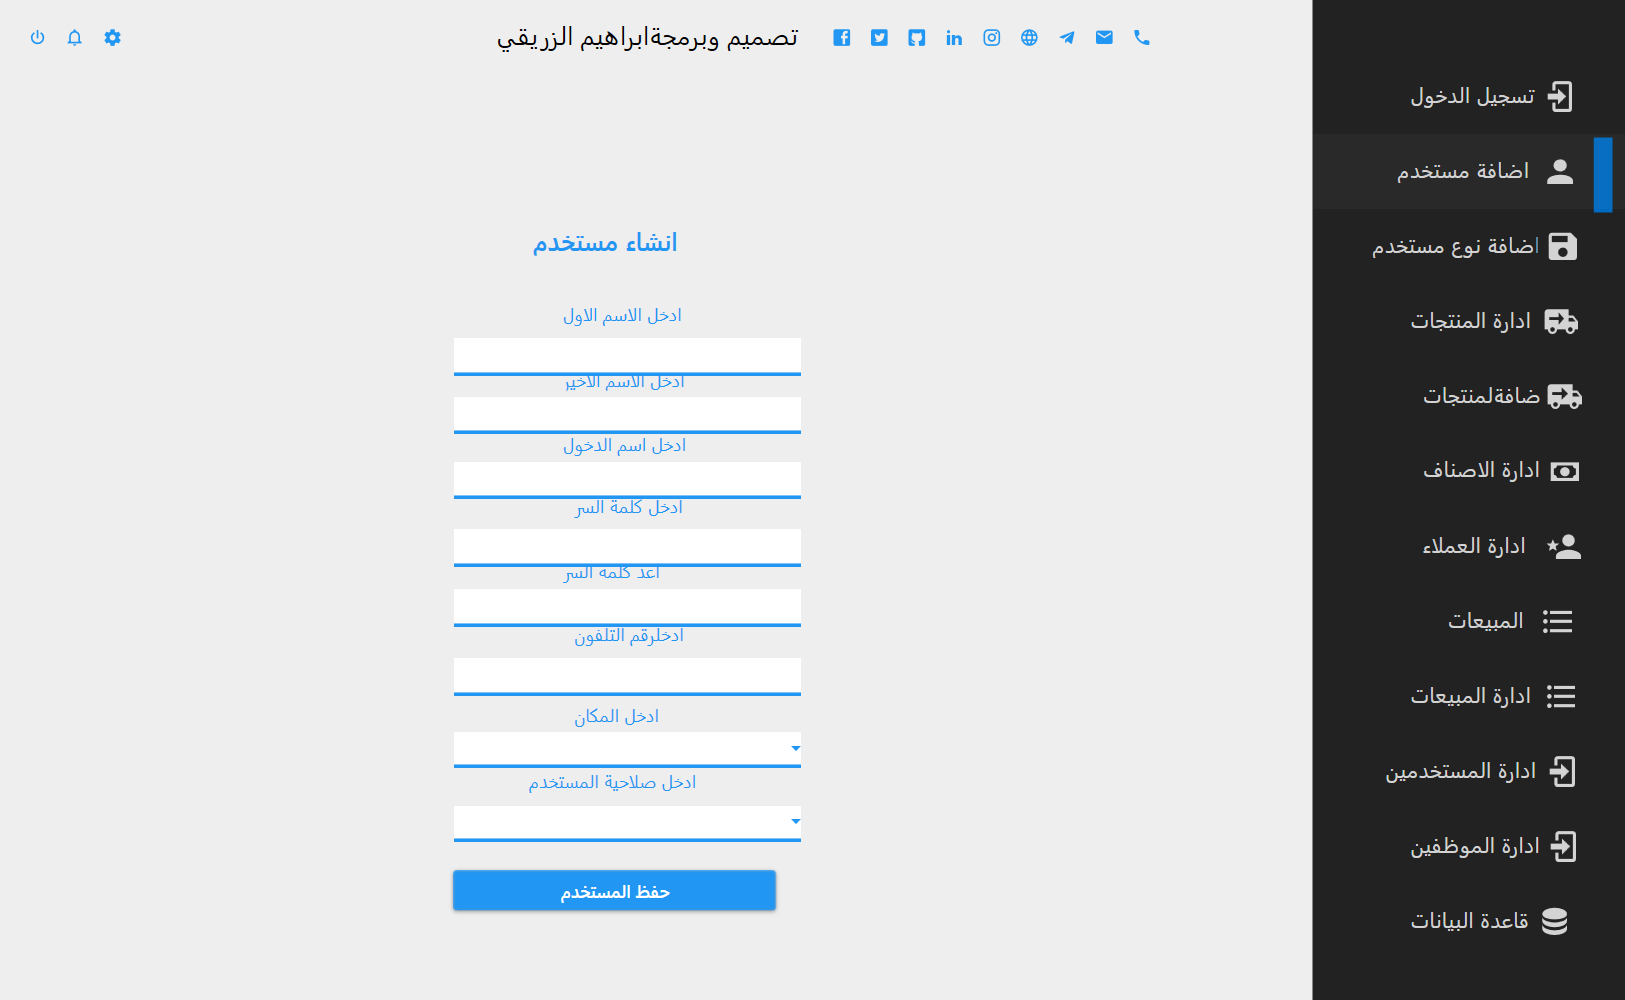 تصميم وبرمجةابراهيم الزريقي
تسجيل الدخول
اضافة مستخدم
اضافة نوع مستخدم
ادارة المنتجات
ضافةلمنتجات
ادارة الاصناف
ادارة العملاء
المبيعات
ادارة المبيعات
ادارة المستخدمين
ادارة الموظفين
قاعدة البيانات
انشاء مستخدم
ادخل الاسم الاول
ادخل الاسم الاخير
ادخل اسم الدخول
ادخل كلمة السر
اعد كلمة السر
ادخلرقم التلفون
ادخل المكان
ادخل صلاحية المستخدم
حفظ المستخدم